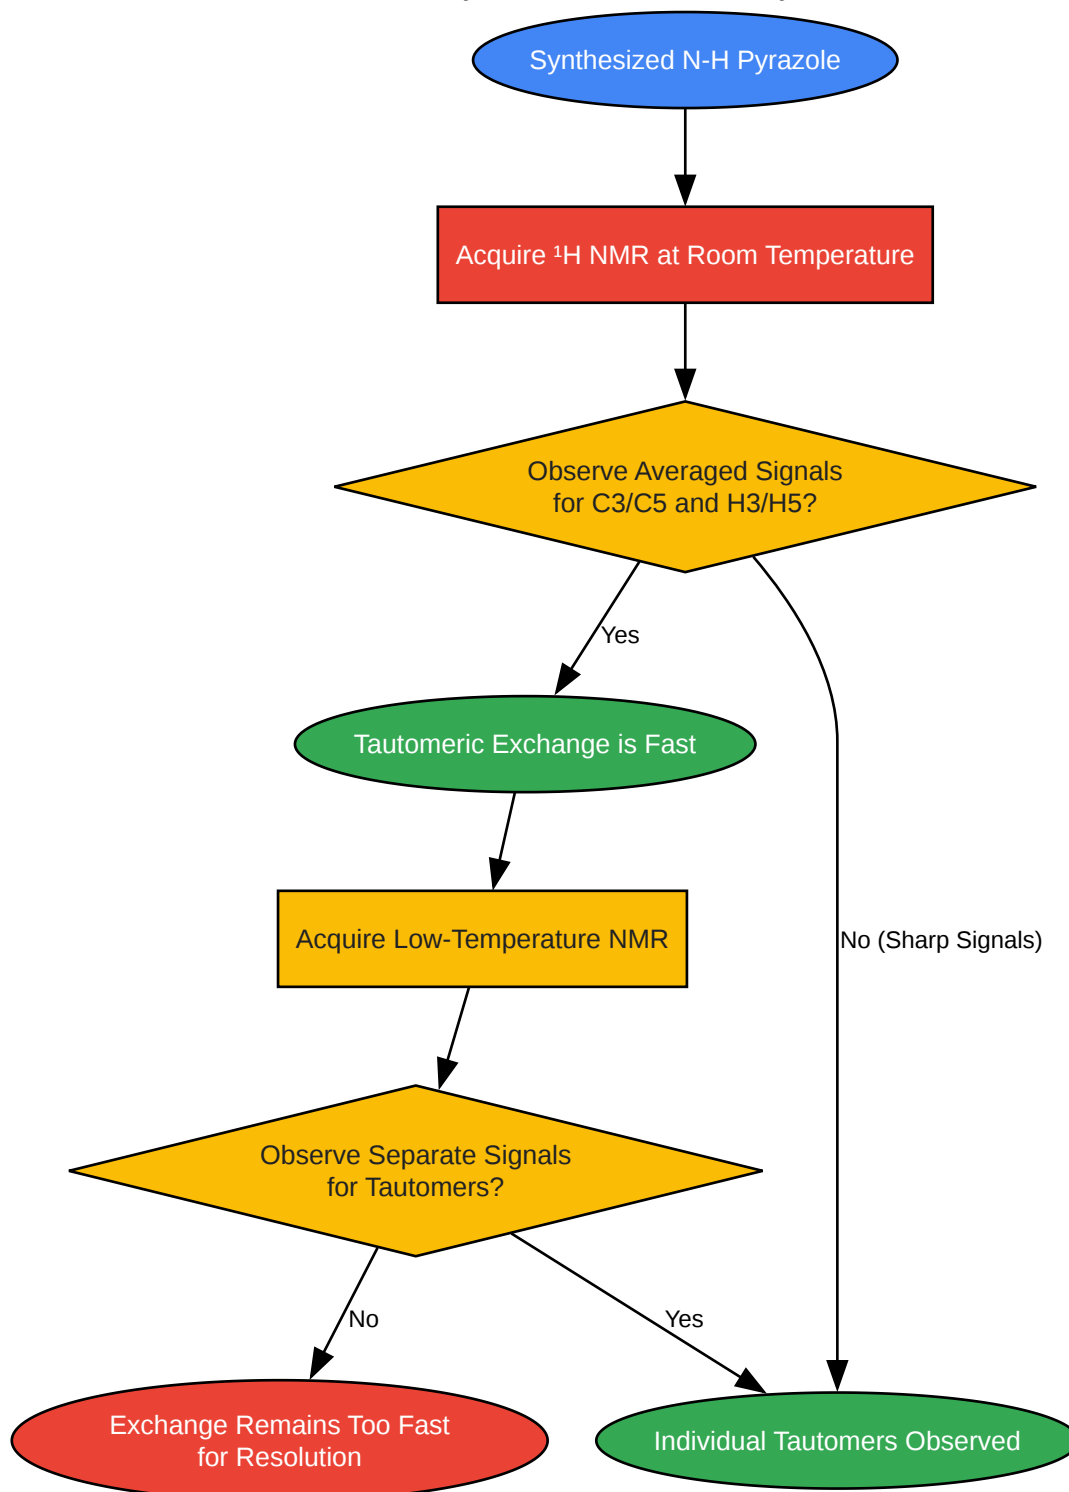 Synthesized N-H Pyrazole
Acquire ¹H NMR at Room Temperature
Observe Averaged Signals
for C3/C5 and H3/H5?
Yes
Tautomeric Exchange is Fast
Acquire Low-Temperature NMR
No (Sharp Signals)
Observe Separate Signals
for Tautomers?
No
Yes
Exchange Remains Too Fast
for Resolution
Individual Tautomers Observed